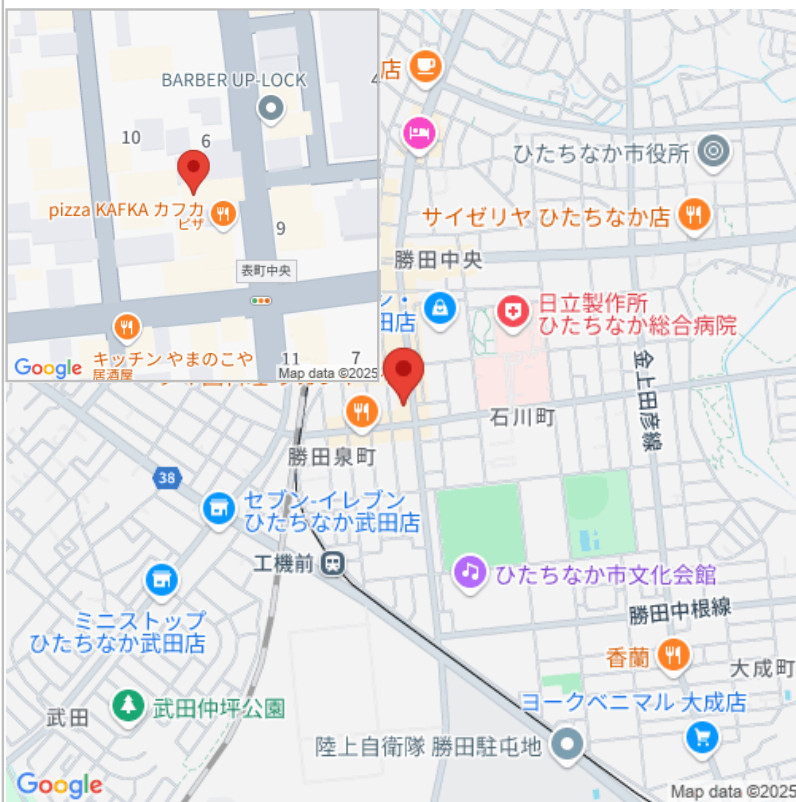 BARBER UP-LOCK
4
10
6
pizza KAFKA カフカ
ピザ
9
表町中央
キッチン やまのこや
居酒屋
11
7
Google
Map data ©2025
店
ひたちなか市役所
サイゼリヤ ひたちなか店
勝田中央
ン・
田店
日立製作所
ひたちなか総合病院
金上田彦線
石川町
勝田泉町
38
セブン-イレブン
ひたちなか武田店
工機前
ひたちなか市文化会館
ミニストップ
ひたちなか武田店
勝田中根線
香蘭
大成町
武田
武田仲坪公園
ヨークベニマル 大成店
陸上自衛隊 勝田駐屯地
Google
Map data ©2025